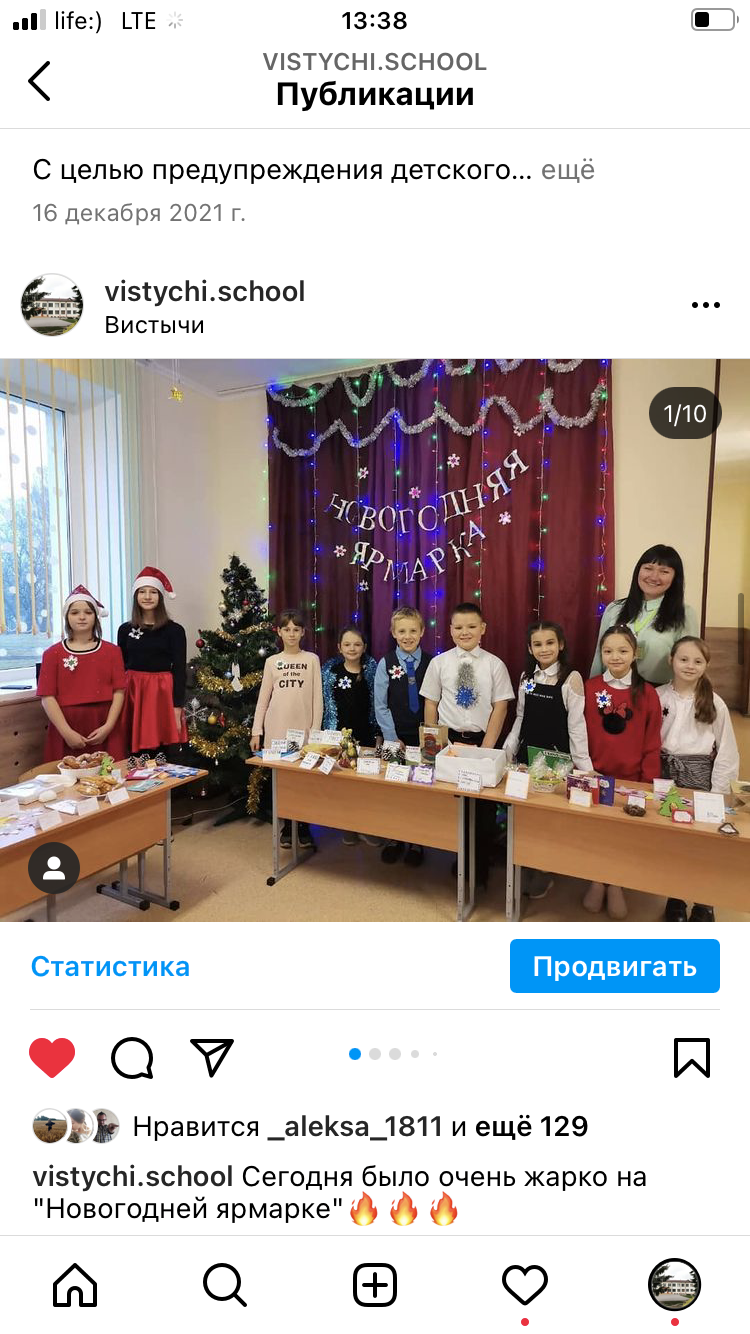 life:) LTE 13:38
VISTYCHI.SCHOOL
Публикации
С целью предупреждения детского... ещё
16 декабря 2021 г.
vistychi.school
Вистычи
1/10
НОВОГОДНЯЯ
ЯРМАРКА
QUEEN
of the
CITY
Статистика
Продвигать
Нравится _aleksa_1811 и ещё 129
vistychi.school Сегодня было очень жарко на
"Новогодней ярмарке"🔥🔥🔥